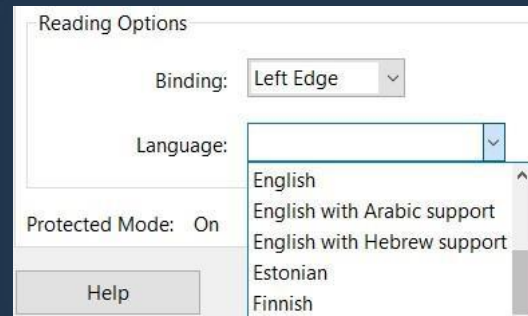 Reading Options
Binding: Left Edge
Language:
English
English with Arabic support
English with Hebrew support
Estonian
Finnish
Protected Mode: On
Help